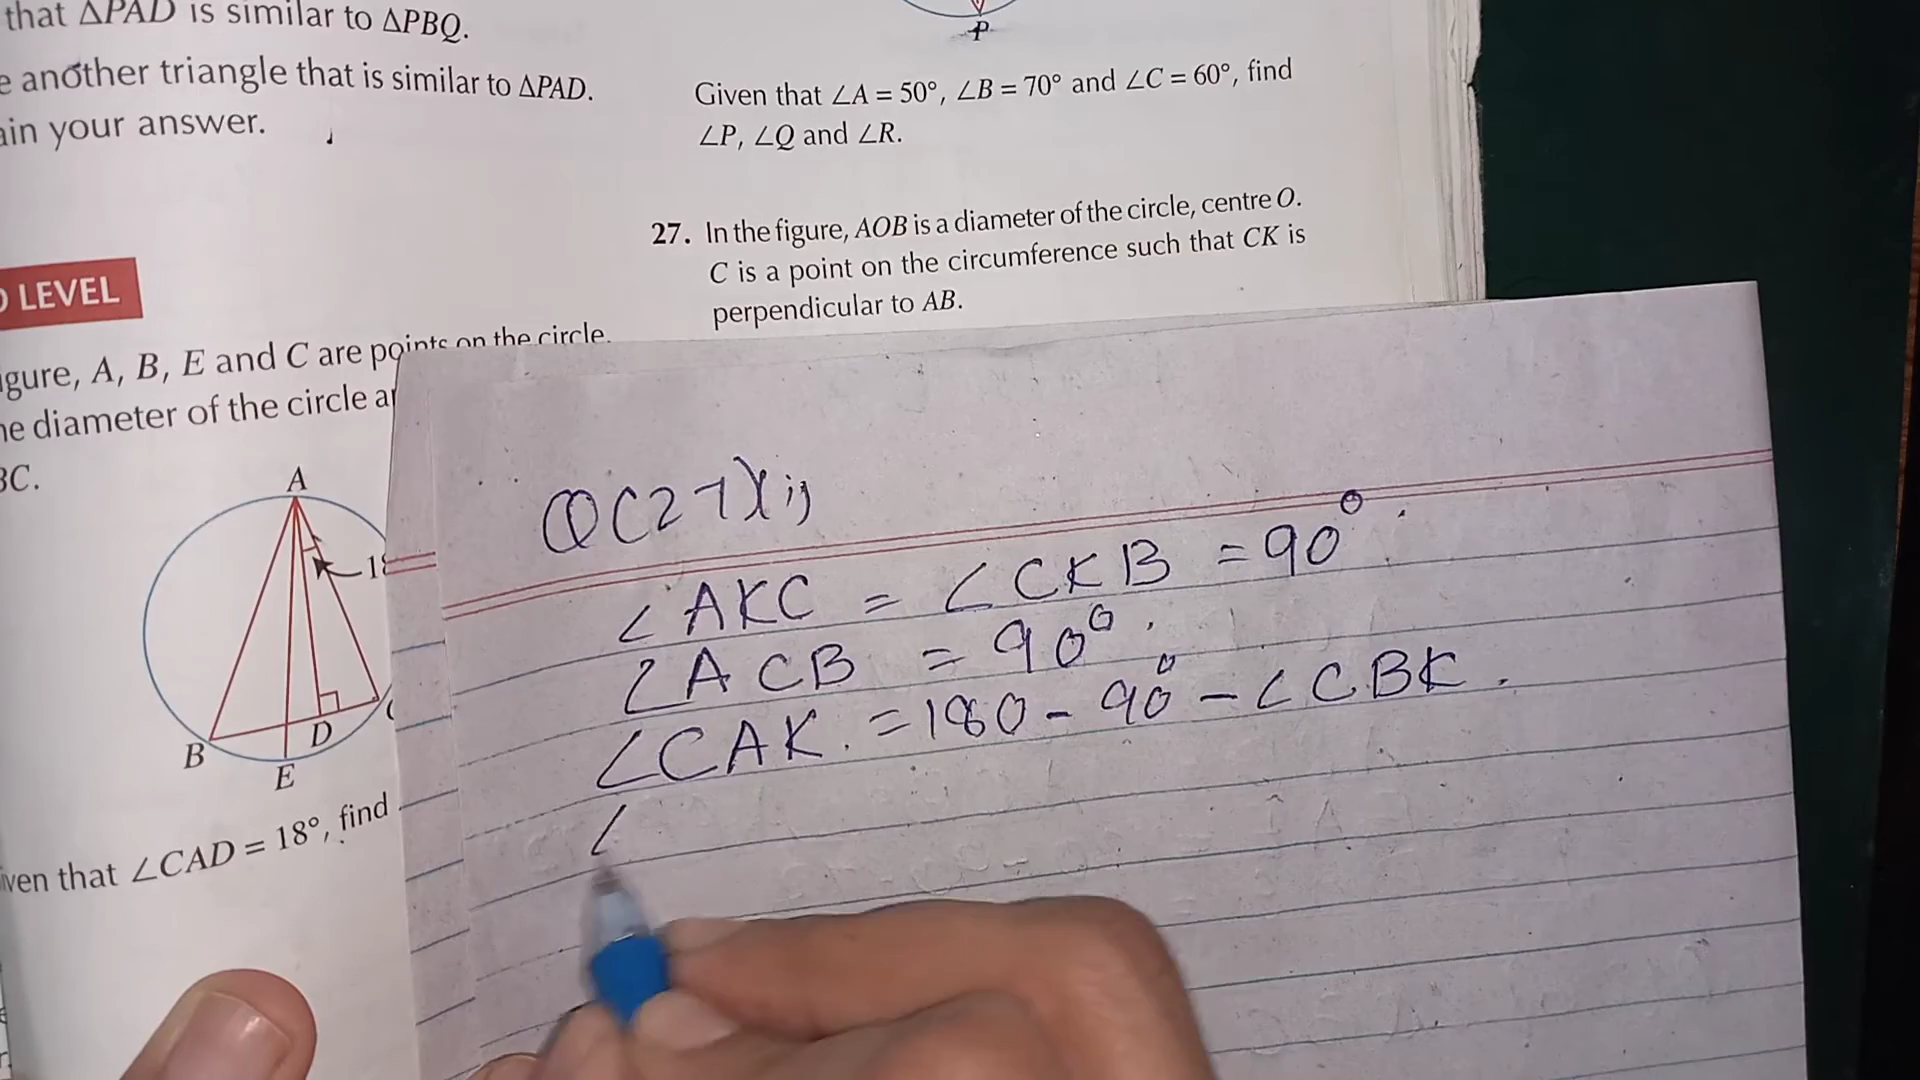 that ΔPAD is similar to ΔPBQ.
another triangle that is similar to ΔPAD.
your answer.
LEVEL
A, B, E and C are points on the circle.
diameter of the circle
BC.
A
B
D
E
that ∠CAD = 18°, find
P
Given that ∠A = 50°, ∠B = 70° and ∠C = 60°, find
∠P, ∠Q and ∠R.
27. In the figure, AOB is a diameter of the circle, centre O.
C is a point on the circumference such that CK is
perpendicular to AB.
Q(27)(i)
∠AKC = ∠CKB = 90°.
∠ACB = 90°.
∠CAK. = 180 - 90° - ∠CBK.
∠